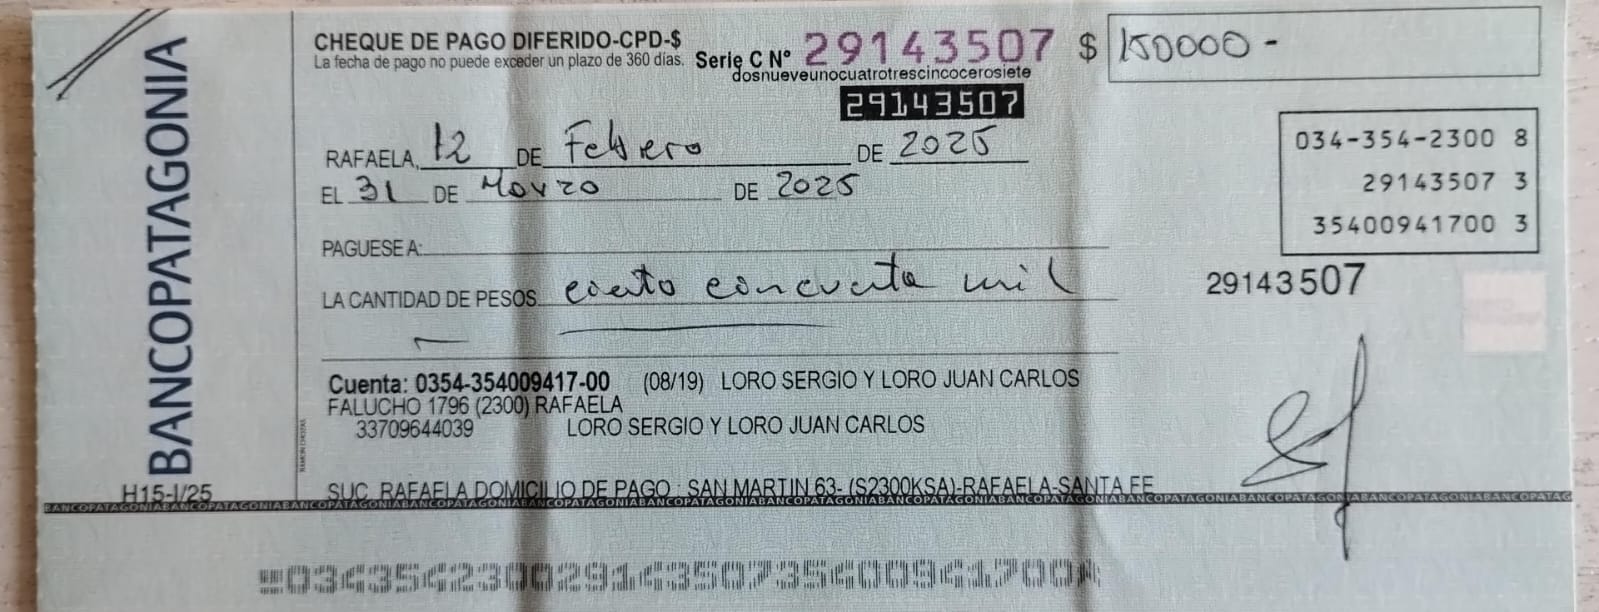 BANCOPATAGONIA
H15-I/25
CHEQUE DE PAGO DIFERIDO-CPD-$
La fecha de pago no puede exceder un plazo de 360 días.
Serie C Nº 29143507
dosnueveunocuatrotrescincocerosiete
29143507
$ 150000 -
034-354-2300 8
29143507 3
35400941700 3
29143507
RAFAELA, 12 DE Febrero DE 2025
EL 31 DE Marzo DE 2025
PAGUESE A:
LA CANTIDAD DE PESOS ciento cincuenta mil
Cuenta: 0354-354009417-00 (08/19) LORO SERGIO Y LORO JUAN CARLOS
FALUCHO 1796 (2300) RAFAELA
33709644039 LORO SERGIO Y LORO JUAN CARLOS
SUC. RAFAELA DOMICILIO DE PAGO : SAN MARTIN 63- (S2300KSA)-RAFAELA-SANTA FE
BANCOPATAGONIABANCOPATAGONIABANCOPATAGONIABANCOPATAGONIABANCOPATAGONIABANCOPATAGONIABANCOPATAGONIABANCOPATAGONIA
03435423002914350735400941700